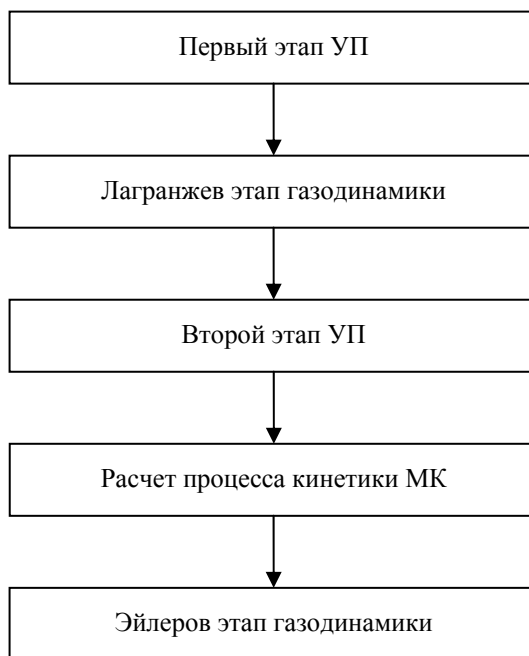 Первый этап УП
Лагранжев этап газодинамики
Второй этап УП
Расчет процесса кинетики МК
Эйлеров этап газодинамики